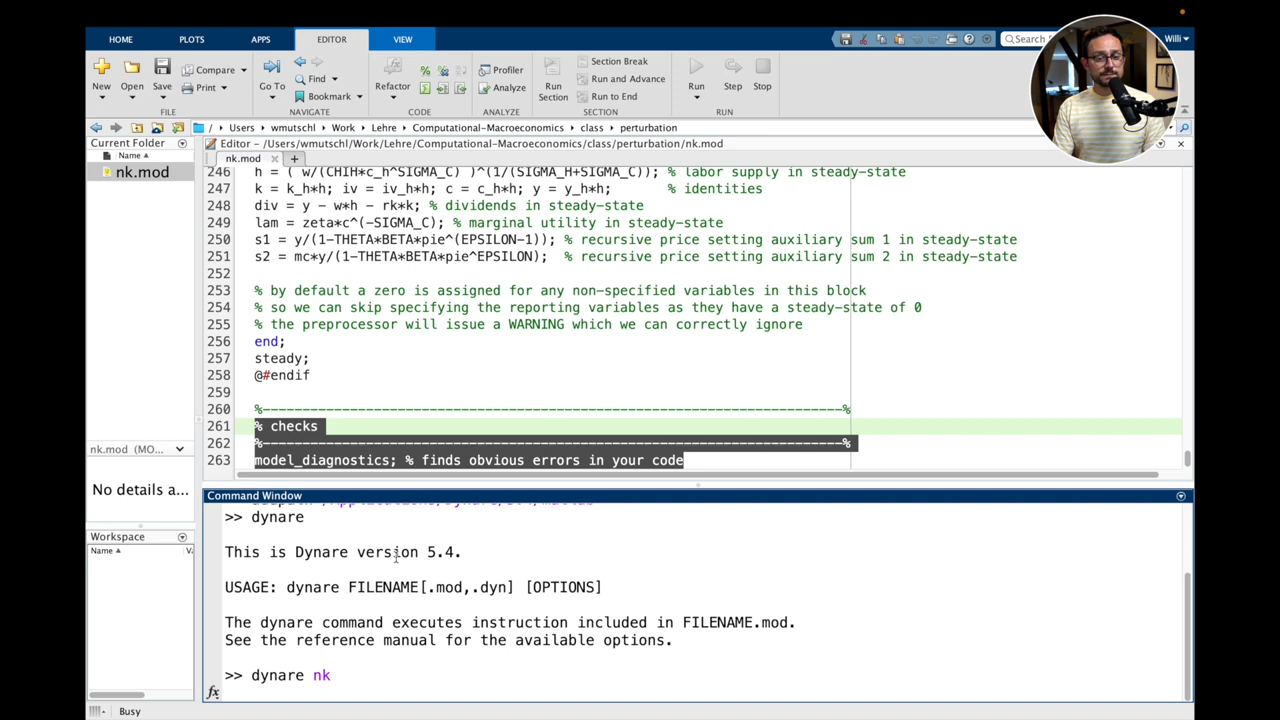 HOME PLOTS APPS EDITOR VIEW
Search Willi
New Open Save Compare Print Go To Find Bookmark Refactor Profiler Analyze Run Section Section Break Run and Advance Run to End Run Step Stop
FILE NAVIGATE CODE ANALYZE SECTION RUN
/ Users wmutschl Work Lehre Computational-Macroeconomics class perturbation
Current Folder
Name
nk.mod
Editor - /Users/wmutschl/Work/Lehre/Computational-Macroeconomics/class/perturbation/nk.mod
nk.mod
246 h = ( w/(CHIH*c_h^SIGMA_C) )^(1/(SIGMA_H+SIGMA_C)); % labor supply in steady-state
247 k = k_h*h; iv = iv_h*h; c = c_h*h; y = y_h*h; % identities
248 div = y - w*h - rk*k; % dividends in steady-state
249 lam = zeta*c^(-SIGMA_C); % marginal utility in steady-state
250 s1 = y/(1-THETA*BETA*pie^(EPSILON-1)); % recursive price setting auxiliary sum 1 in steady-state
251 s2 = mc*y/(1-THETA*BETA*pie^EPSILON); % recursive price setting auxiliary sum 2 in steady-state
252
253 % by default a zero is assigned for any non-specified variables in this block
254 % so we can skip specifying the reporting variables as they have a steady-state of 0
255 % the preprocessor will issue a WARNING which we can correctly ignore
256 end;
257 steady;
258 @#endif
259
260 %----------------------------------------------------------------------%
261 % checks
262 %----------------------------------------------------------------------%
263 model_diagnostics; % finds obvious errors in your code
nk.mod (MO...
No details a...
Workspace
Name
Command Window
>> dynare
This is Dynare version 5.4.
USAGE: dynare FILENAME[.mod,.dyn] [OPTIONS]
The dynare command executes instruction included in FILENAME.mod.
See the reference manual for the available options.
>> dynare nk
fx
Busy